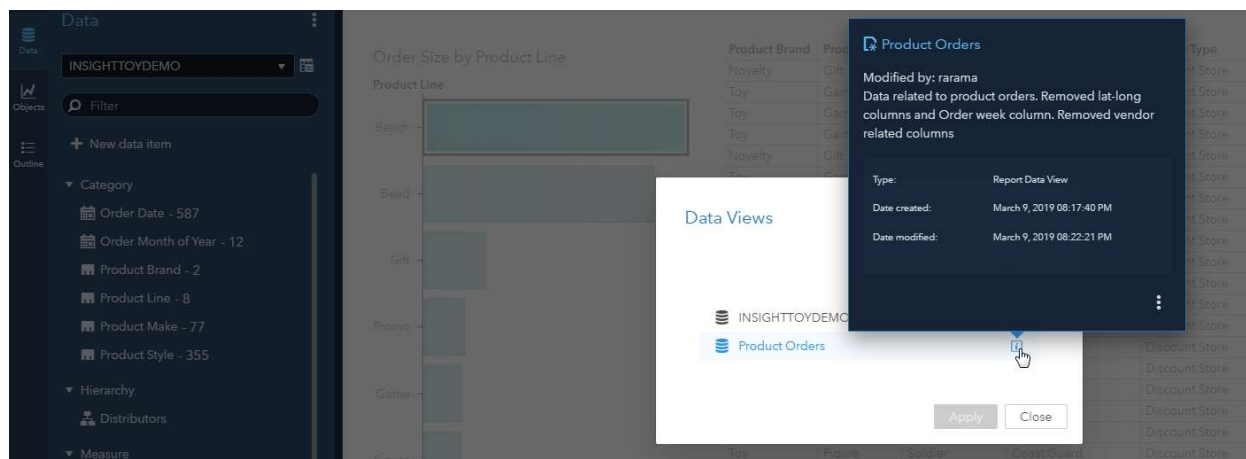 Data
Data
INSIGHTTOYDEMO
Objects
Filter
Outline
New data item
Category
Order Date - 587
Order Month of Year - 12
Product Brand - 2
Product Line - 8
Product Make - 77
Product Style - 355
Hierarchy
Distributors
Measure
Order Size by Product Line
Product Line
Beach
Bead
Gift
Promo
Game
Product Brand
Novelty Gift
Toy
Toy
Toy
Novelty Gift
Toy Figure Soldier Coast Guard Discount Store
Type
Discount Store
Discount Store
Discount Store
Discount Store
Discount Store
Data Views
INSIGHTTOYDEMO
Product Orders
Apply Close
Product Orders
Modified by: rarama
Data related to product orders. Removed lat-long
columns and Order week column. Removed vendor
related columns
Type: Report Data View
Date created: March 9, 2019 08:17:40 PM
Date modified: March 9, 2019 08:22:21 PM